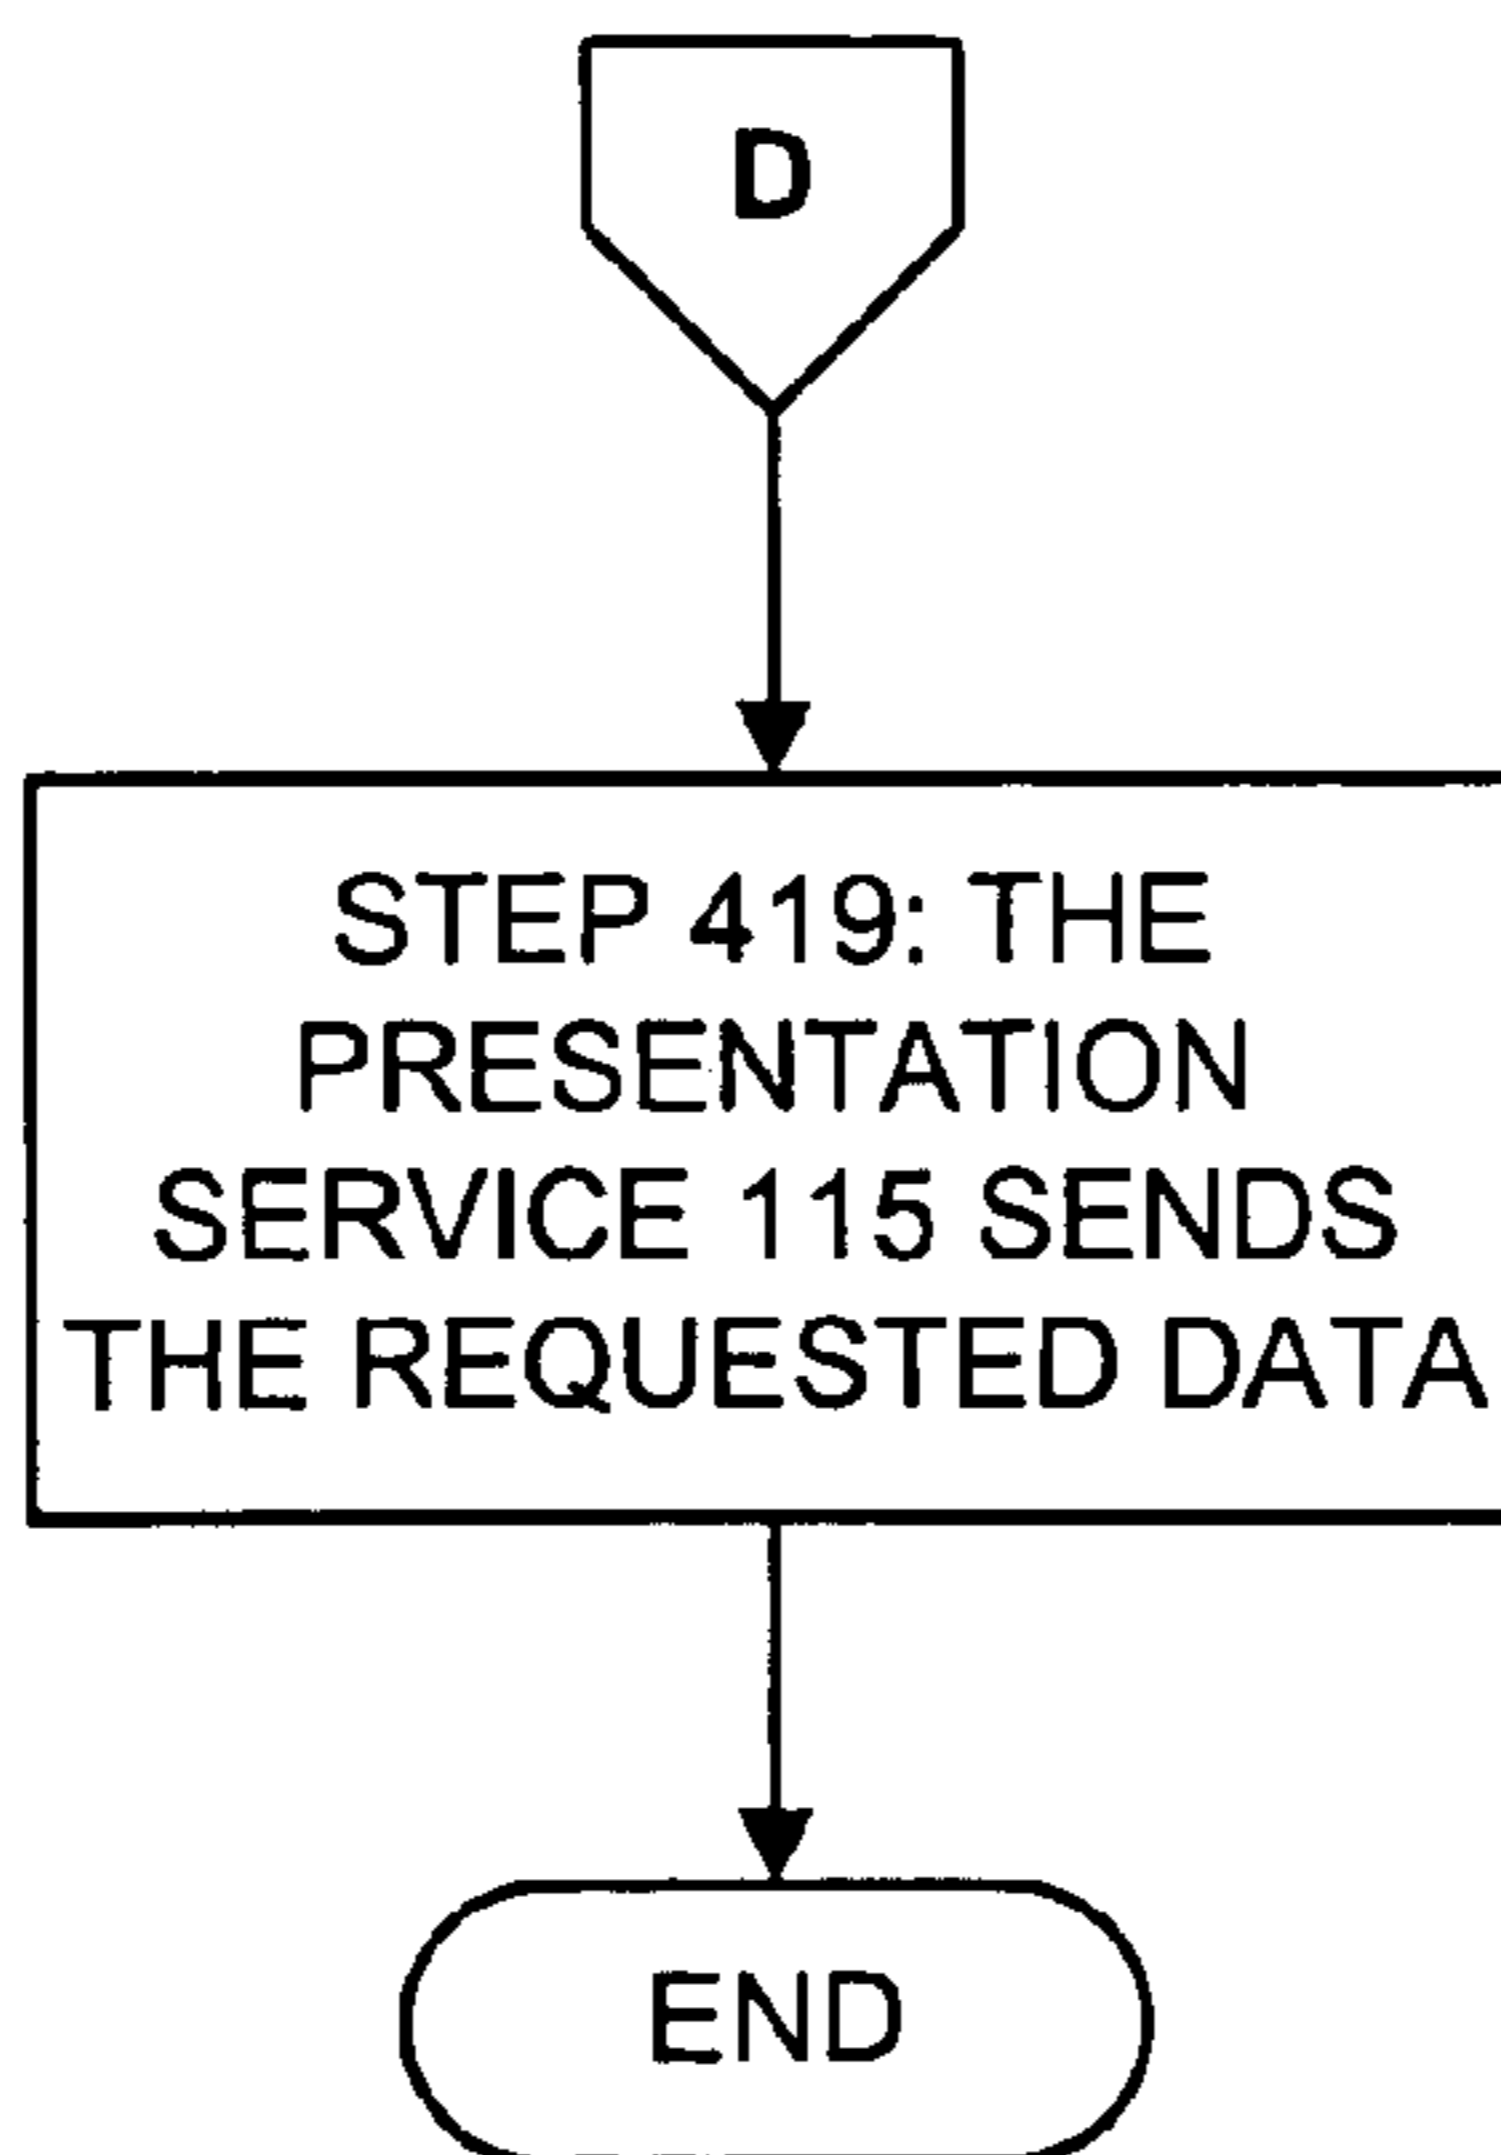 D
STEP 419: THE
PRESENTATION
SERVICE 115 SENDS
THE REQUESTED DATA
END